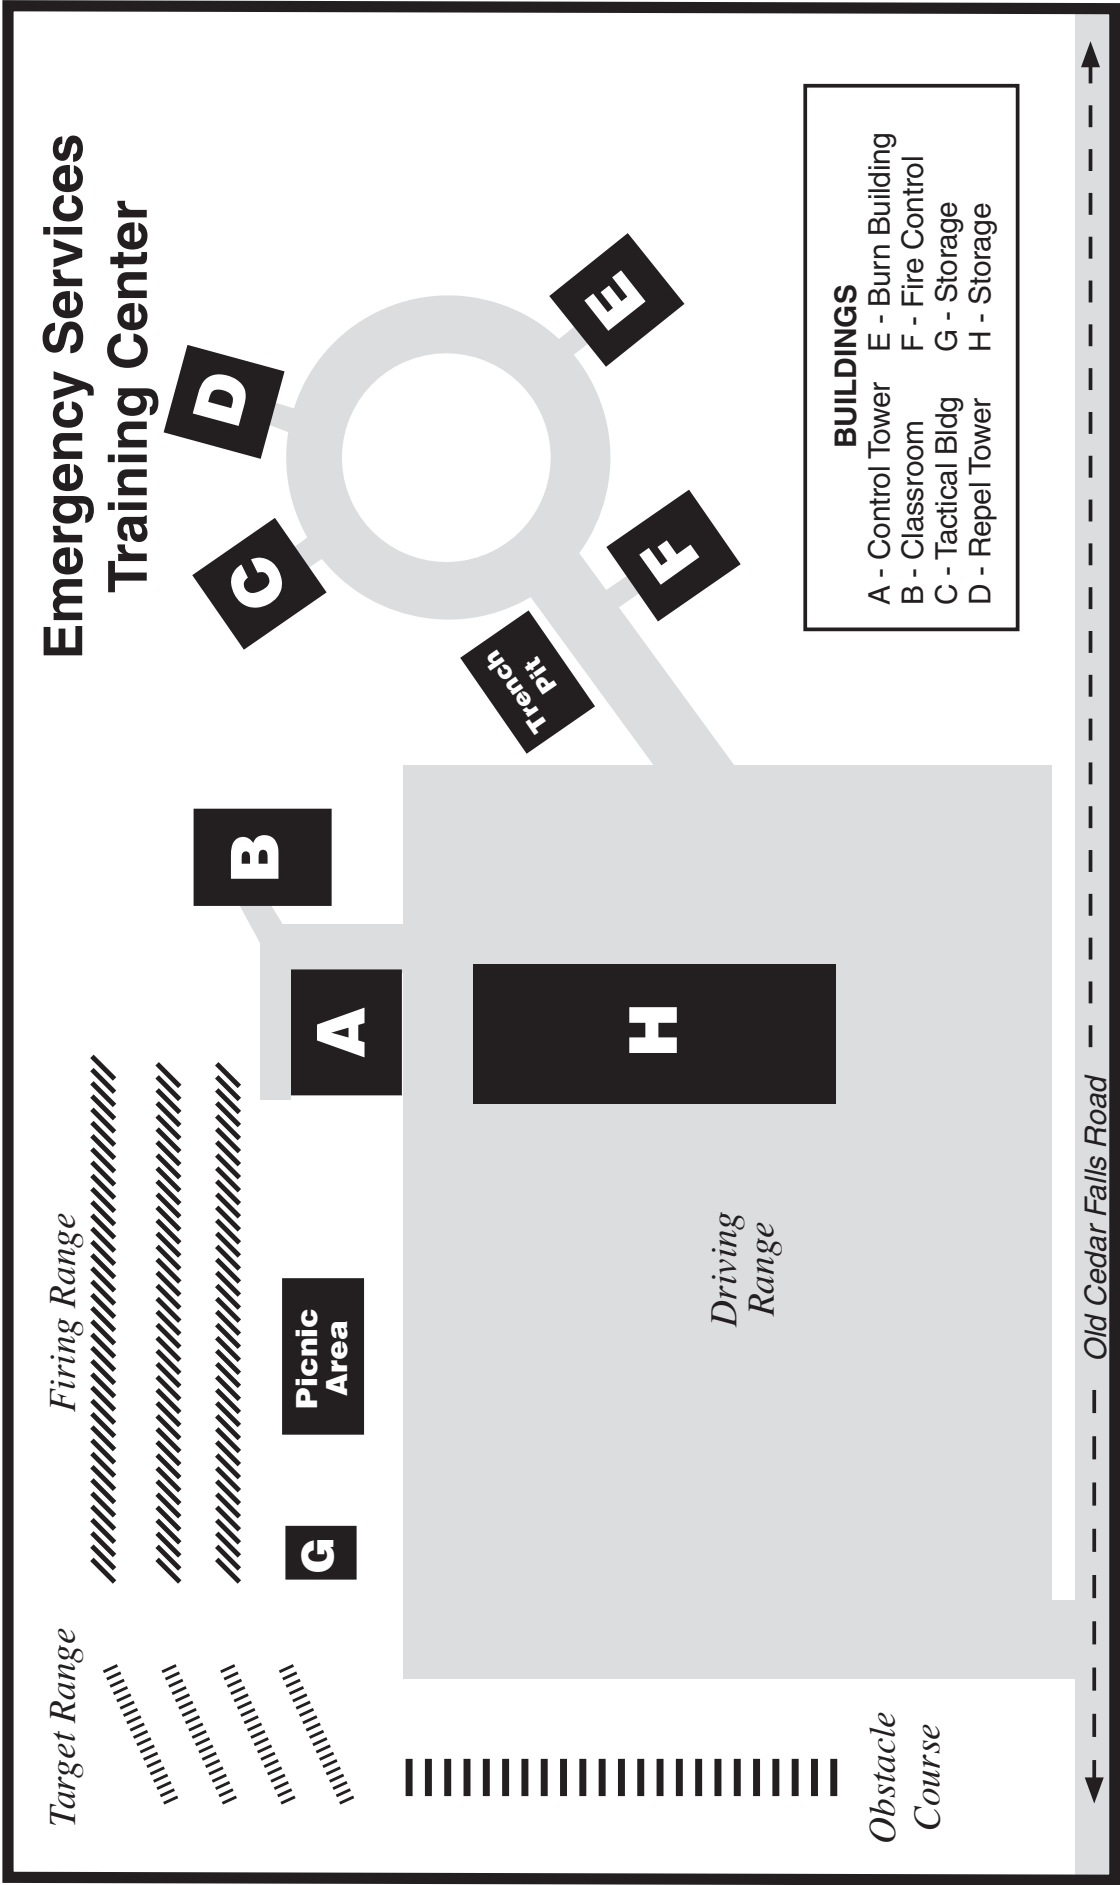 Emergency Services
Training Center
Target Range
Firing Range
D
C
E
F
Trench
Pit
B
A
G
Picnic
Area
H
Driving
Range
Obstacle
Course
BUILDINGS
A - Control Tower E - Burn Building
B - Classroom F - Fire Control
C - Tactical Bldg G - Storage
D - Repel Tower H - Storage
Old Cedar Falls Road